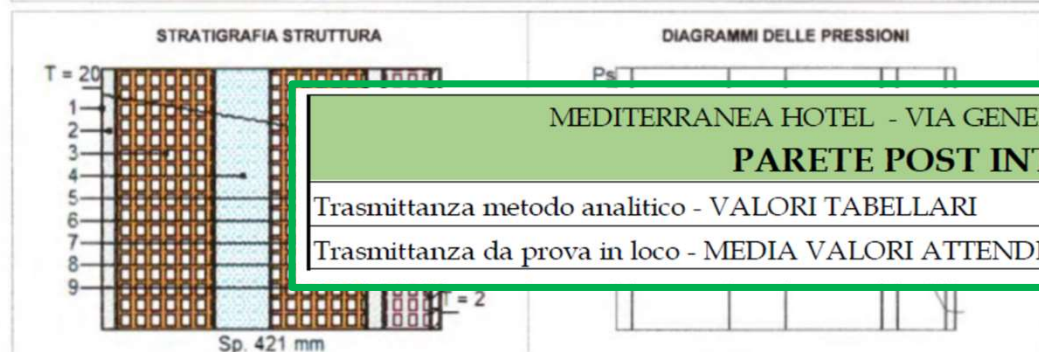 STRATIGRAFIA STRUTTURA
DIAGRAMMI DELLE PRESSIONI
T = 20
Ps
1
2
3
4
5
6
7
8
9
MEDITERRANEA HOTEL - VIA GENE
PARETE POST INT
Trasmittanza metodo analitico - VALORI TABELLARI
Trasmittanza da prova in loco - MEDIA VALORI ATTENDI
T = 2
Sp. 421 mm